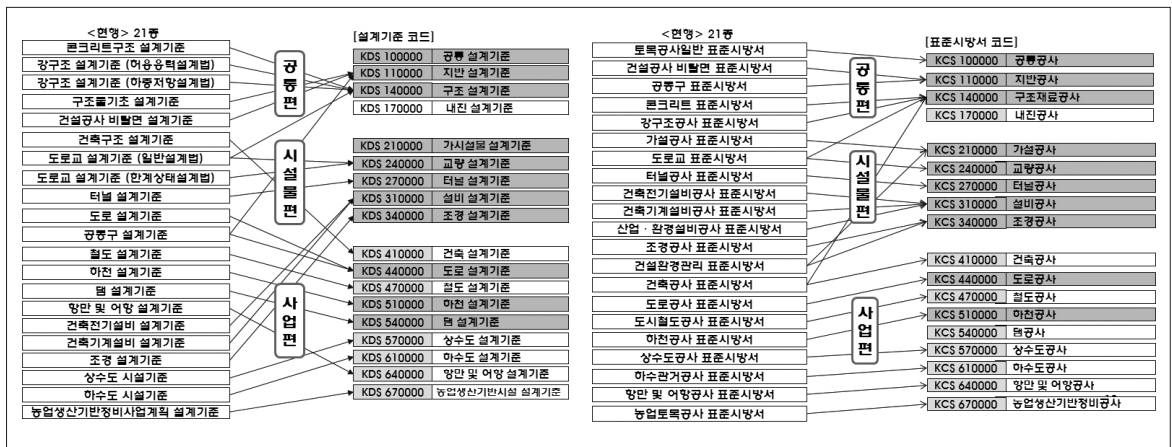 <현행> 21종
콘크리트구조 설계기준
강구조 설계기준 (허용응력설계법)
강구조 설계기준 (하중저항설계법)
구조물기초 설계기준
건설공사 비탈면 설계기준
건축구조 설계기준
도로교 설계기준 (일반설계법)
도로교 설계기준 (한계상태설계법)
터널 설계기준
도로 설계기준
공동구 설계기준
철도 설계기준
하천 설계기준
댐 설계기준
항만 및 어항 설계기준
건축전기설비 설계기준
건축기계설비 설계기준
조경 설계기준
상수도 시설기준
하수도 시설기준
농업생산기반정비사업계획 설계기준
공통편
시설물편
사업편
[설계기준 코드]
KDS 100000 공통 설계기준
KDS 110000 지반 설계기준
KDS 140000 구조 설계기준
KDS 170000 내진 설계기준
KDS 210000 가시설물 설계기준
KDS 240000 교량 설계기준
KDS 270000 터널 설계기준
KDS 310000 설비 설계기준
KDS 340000 조경 설계기준
KDS 410000 건축 설계기준
KDS 440000 도로 설계기준
KDS 470000 철도 설계기준
KDS 510000 하천 설계기준
KDS 540000 댐 설계기준
KDS 570000 상수도 설계기준
KDS 610000 하수도 설계기준
KDS 640000 항만 및 어항 설계기준
KDS 670000 농업생산기반시설 설계기준
<현행> 21종
토목공사일반 표준시방서
건설공사 비탈면 표준시방서
공동구 표준시방서
콘크리트 표준시방서
강구조공사 표준시방서
가설공사 표준시방서
도로교 표준시방서
터널공사 표준시방서
건축전기설비공사 표준시방서
건축기계설비공사 표준시방서
산업 · 환경설비공사 표준시방서
조경공사 표준시방서
건설환경관리 표준시방서
건축공사 표준시방서
도로공사 표준시방서
도시철도공사 표준시방서
하천공사 표준시방서
상수도공사 표준시방서
하수관거공사 표준시방서
항만 및 어항공사 표준시방서
농업토목공사 표준시방서
공통편
시설물편
사업편
[표준시방서 코드]
KCS 100000 공통공사
KCS 110000 지반공사
KCS 140000 구조재료공사
KCS 170000 내진공사
KCS 210000 가설공사
KCS 240000 교량공사
KCS 270000 터널공사
KCS 310000 설비공사
KCS 340000 조경공사
KCS 410000 건축공사
KCS 440000 도로공사
KCS 470000 철도공사
KCS 510000 하천공사
KCS 540000 댐공사
KCS 570000 상수도공사
KCS 610000 하수도공사
KCS 640000 항만 및 어항공사
KCS 670000 농업생산기반정비공사